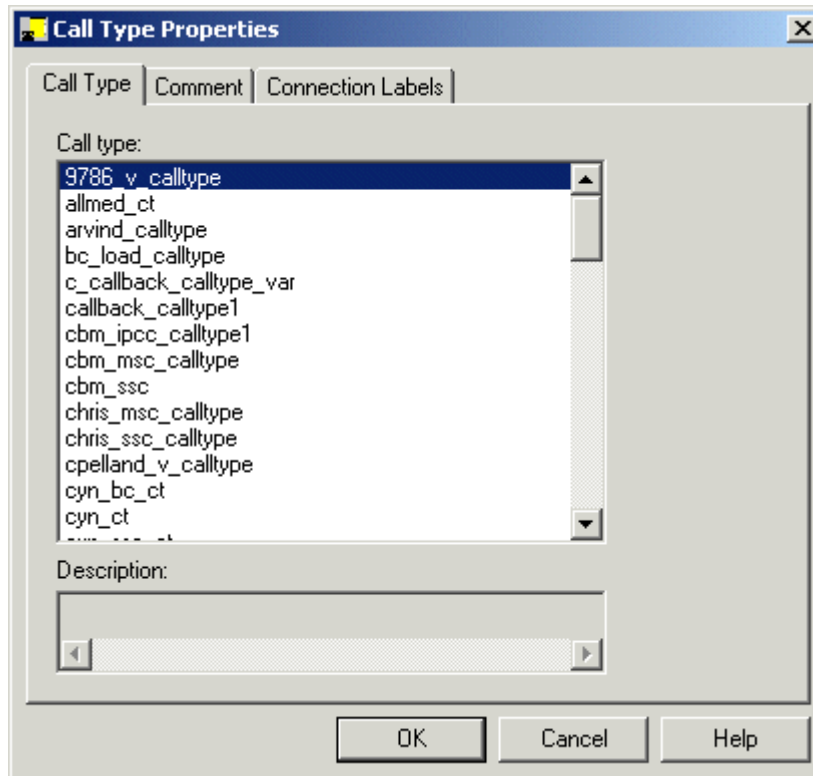 Call Type Properties
Call Type Comment Connection Labels
Call type:
9786_v_calltype
allmed_ct
arvind_calltype
bc_load_calltype
c_callback_calltype_var
callback_calltype1
cbm_ipcc_calltype1
cbm_msc_calltype
cbm_ssc
chris_msc_calltype
chris_ssc_calltype
cpelland_v_calltype
cyn_bc_ct
cyn_ct
Description:
OK Cancel Help